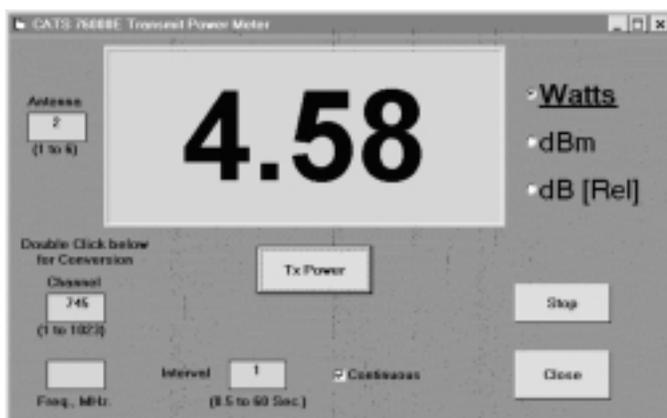 CATS 76000E Transmit Power Meter
Antenna
2
(1 to 6)
4.58
Watts
dBm
dB [Rel]
Double Click below
for Conversion
Channel
745
(1 to 1023)
Tx Power
Stop
Freq., MHz.
Interval
1
(0.5 to 60 Sec.)
Continuous
Close